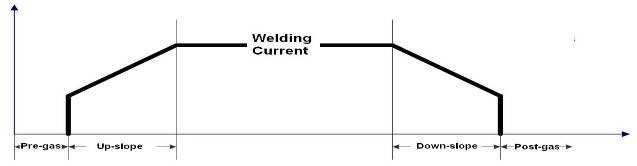 Welding
Current
Pre-gas
Up-slope
Down-slope
Post-gas